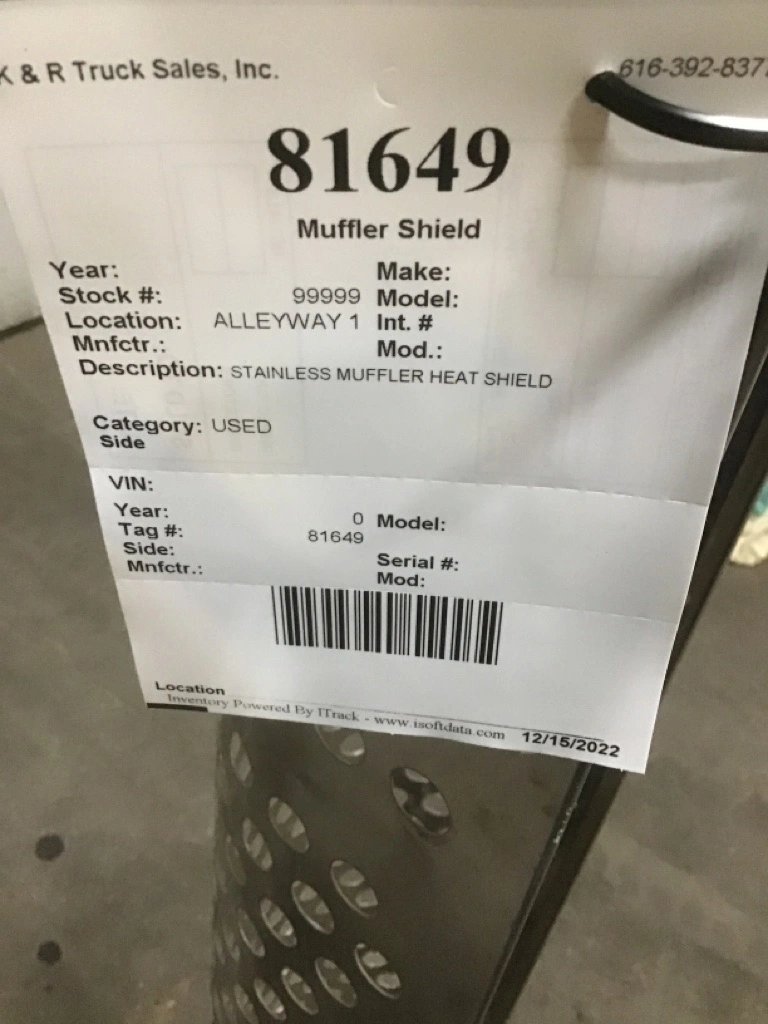 K & R Truck Sales, Inc. 616-392-837
81649
Muffler Shield
Year: Make:
Stock #: 99999 Model:
Location: ALLEYWAY 1 Int. #
Mnfctr.: Mod.:
Description: STAINLESS MUFFLER HEAT SHIELD
Category: USED
Side
VIN:
Year: 0 Model:
Tag #: 81649
Side: Serial #:
Mnfctr.: Mod:
Location
Inventory Powered By ITrack - www.isoftdata.com 12/15/2022